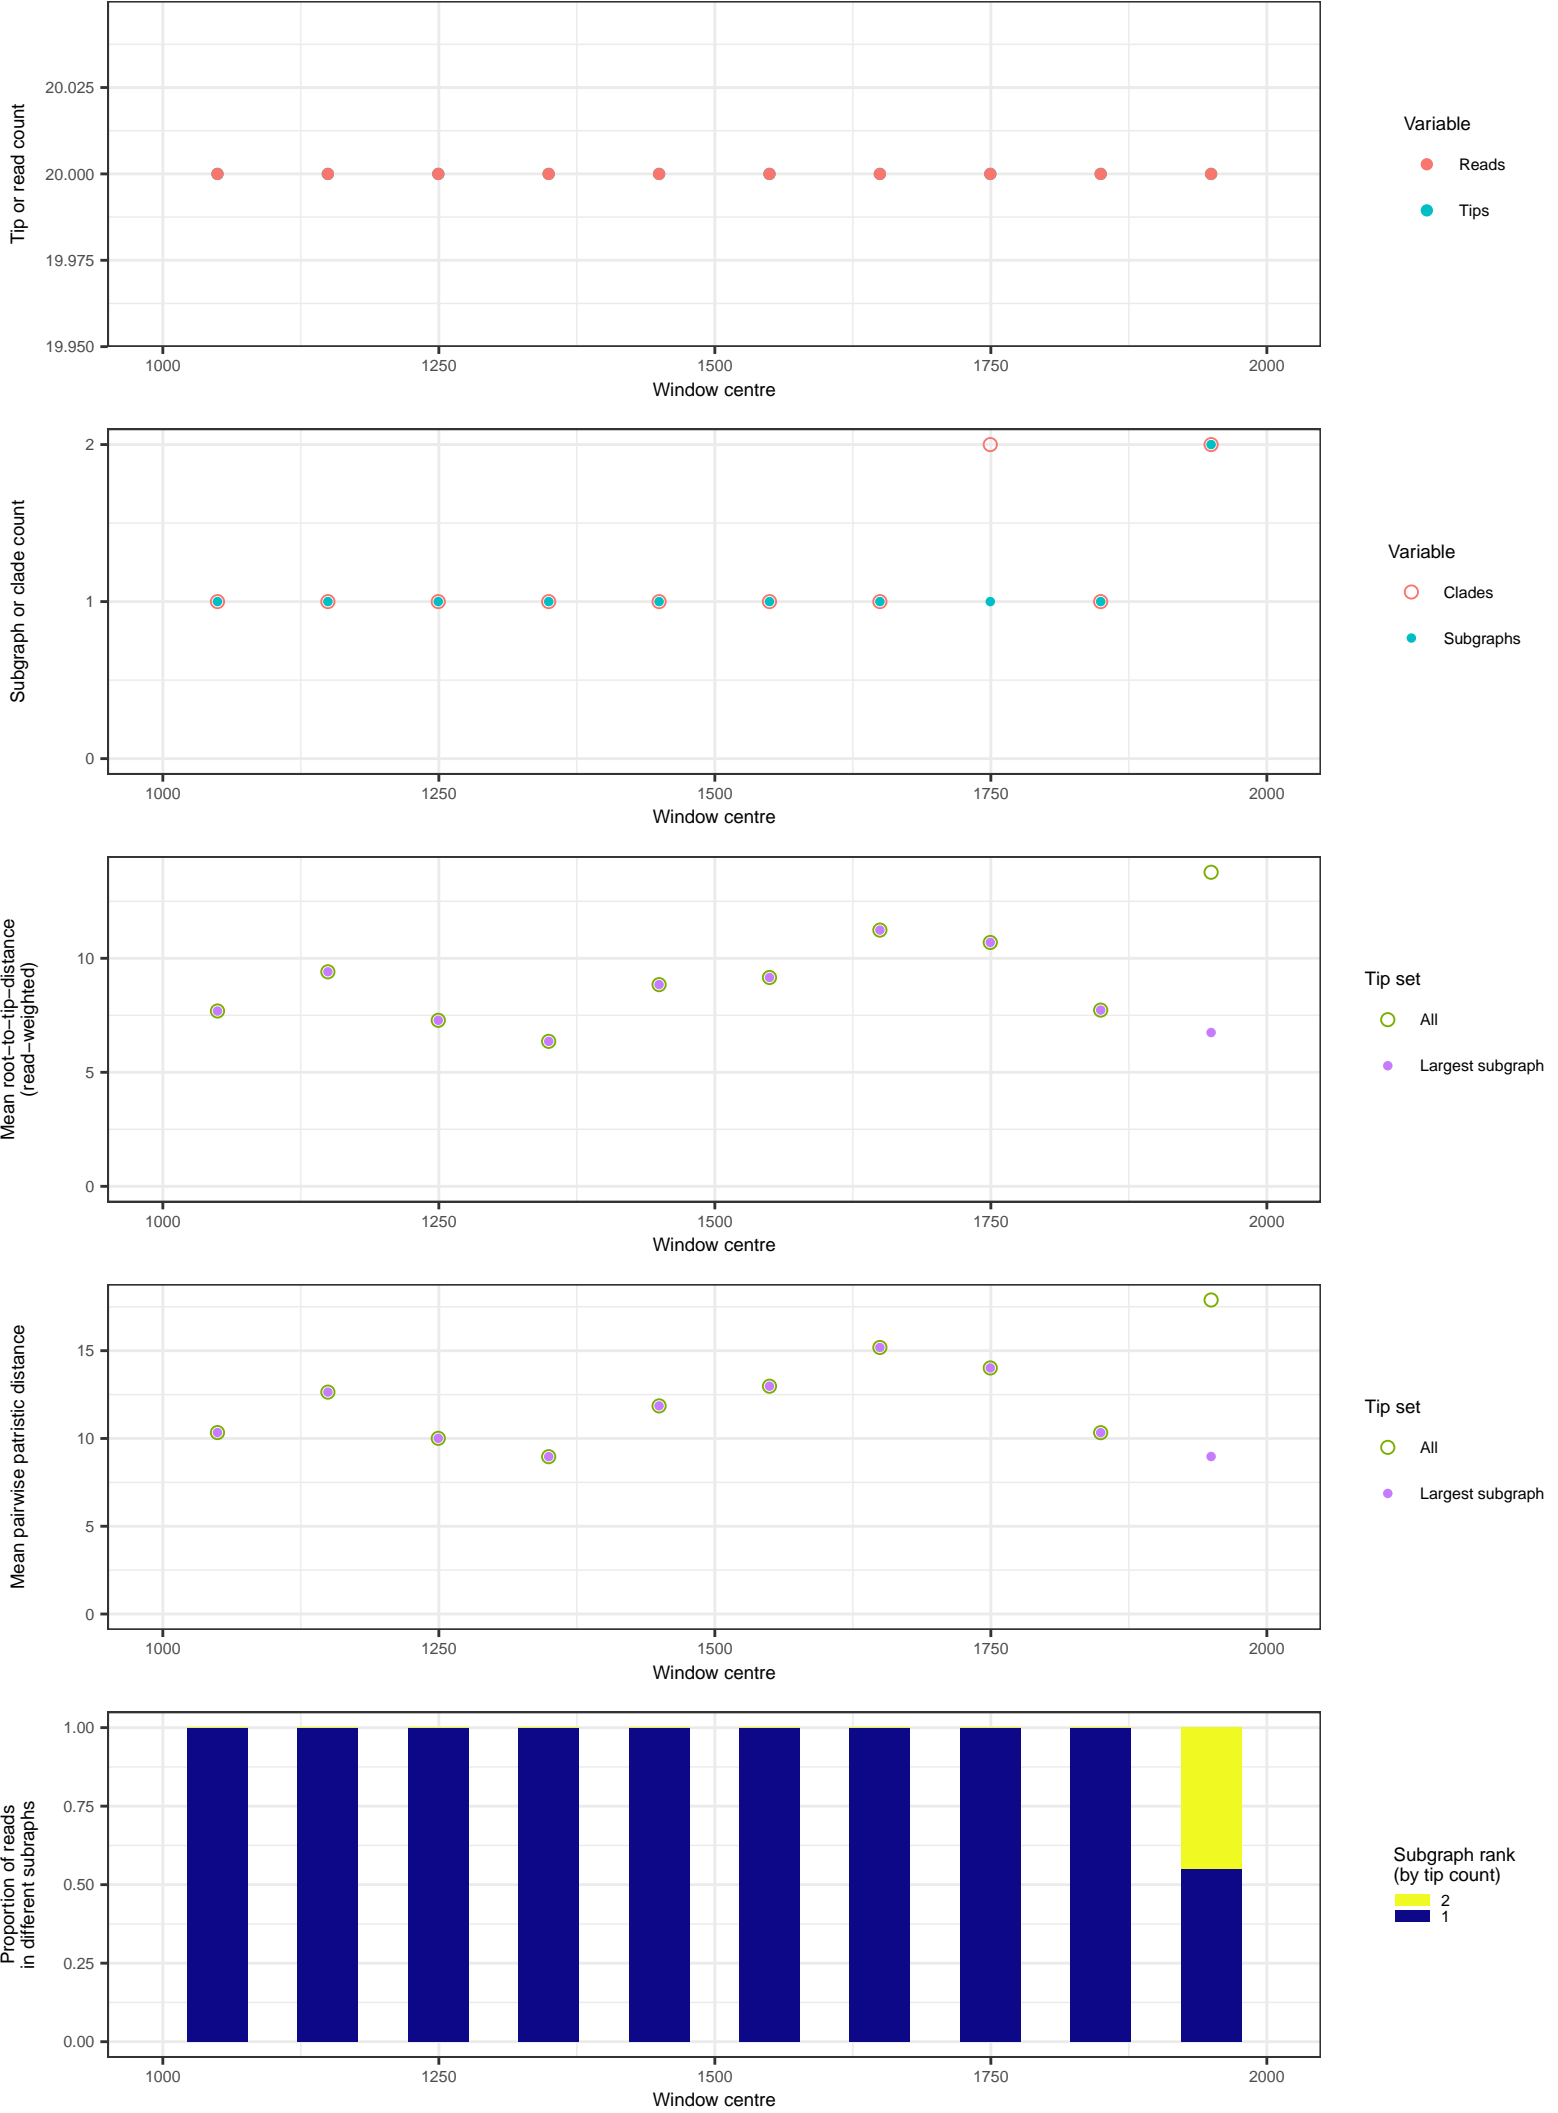 20.025
20.000
19.975
19.950
Tip or read count
1000 1250 1500 1750 2000
Window centre
Variable
Reads
Tips
2
1
0
Subgraph or clade count
1000 1250 1500 1750 2000
Window centre
Variable
Clades
Subgraphs
10
5
0
Mean root−to−tip−distance
(read−weighted)
1000 1250 1500 1750 2000
Window centre
Tip set
All
Largest subgraph
15
10
5
0
Mean pairwise patristic distance
1000 1250 1500 1750 2000
Window centre
Tip set
All
Largest subgraph
1.00
0.75
0.50
0.25
0.00
Proportion of reads
in different subraphs
1000 1250 1500 1750 2000
Window centre
Subgraph rank
(by tip count)
2
1